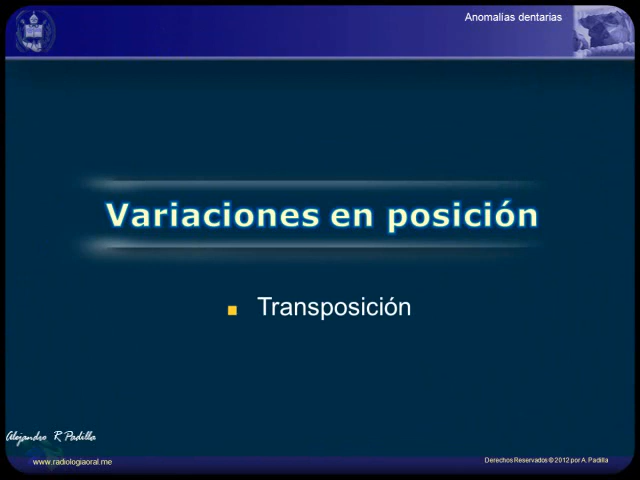 Anomalías dentarias
Variaciones en posición
Transposición
Alejandro R Padilla
www.radiologiaoral.me
Derechos Reservados © 2012 por A. Padilla